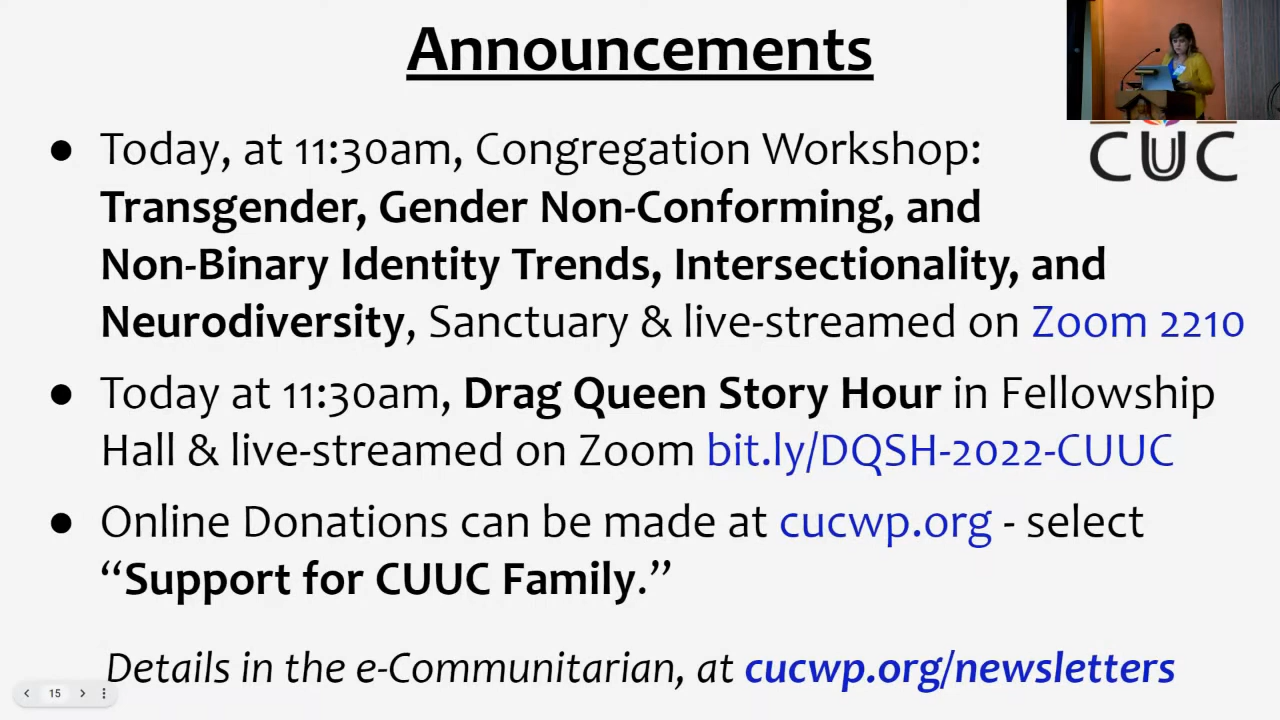 Announcements
CUC
● Today, at 11:30am, Congregation Workshop:
Transgender, Gender Non-Conforming, and
Non-Binary Identity Trends, Intersectionality, and
Neurodiversity, Sanctuary & live-streamed on Zoom 2210
● Today at 11:30am, Drag Queen Story Hour in Fellowship
Hall & live-streamed on Zoom bit.ly/DQSH-2022-CUUC
● Online Donations can be made at cucwp.org - select
“Support for CUUC Family.”
Details in the e-Communitarian, at cucwp.org/newsletters
15